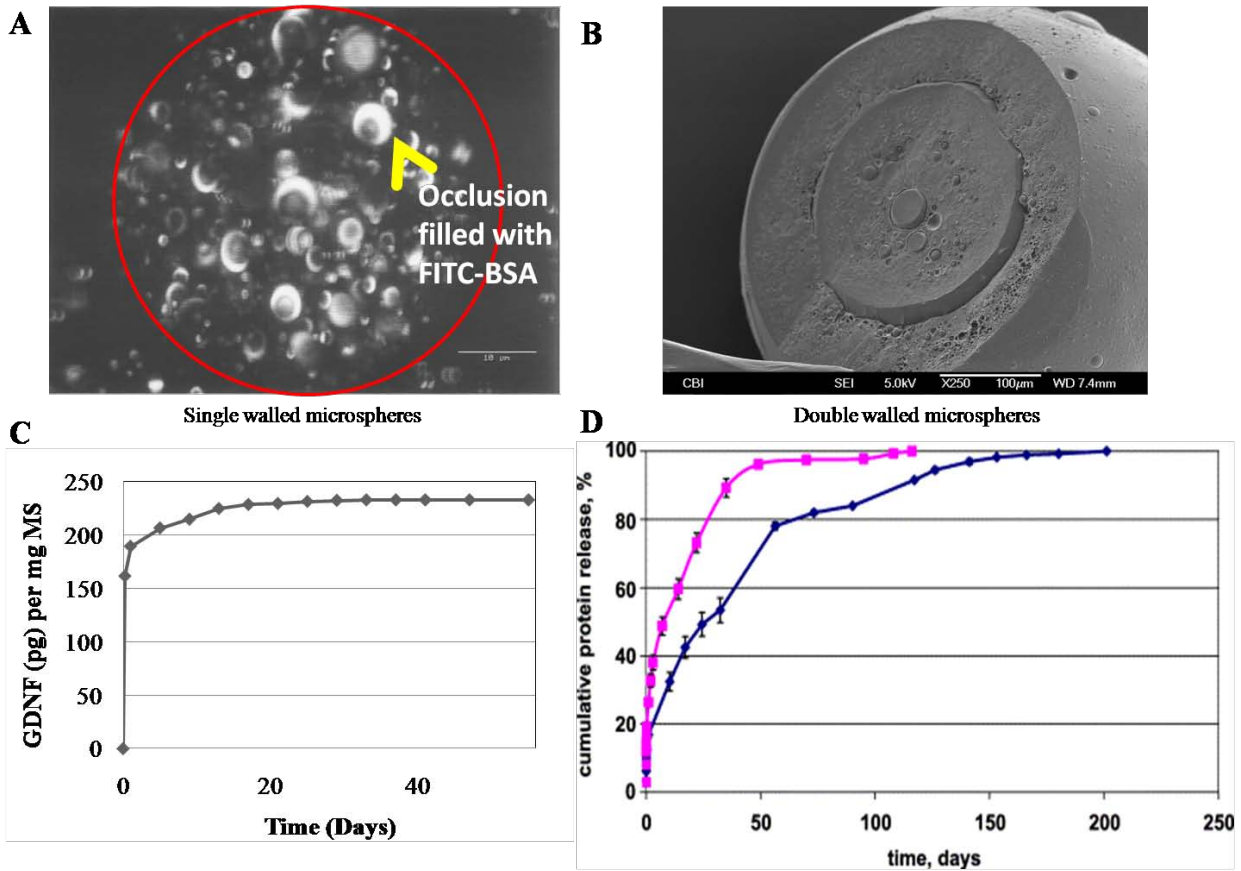 A
Occlusion
filled with
FITC-BSA
10 µm
Single walled microspheres
B
CBI SEI 5.0kV X250 100µm WD 7.4mm
Double walled microspheres
C
GDNF (pg) per mg MS
250
200
150
100
50
0
0 20 40
Time (Days)
D
cumulative protein release, %
100
80
60
40
20
0
0 50 100 150 200 250
time, days